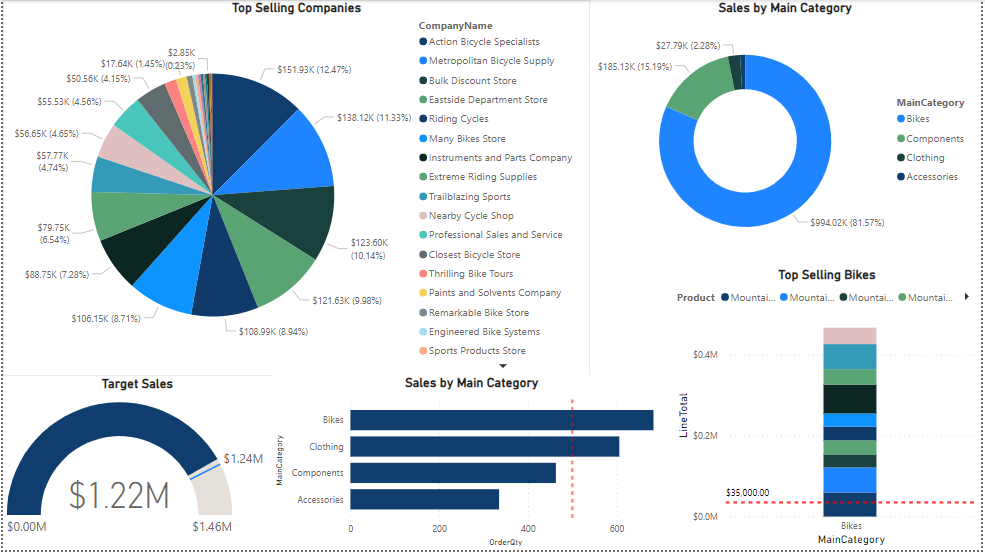 Top Selling Companies
$2.85K
(0.23%)
$17.64K (1.45%)
$50.56K (4.15%)
$55.53K (4.56%)
$56.65K (4.65%)
$57.77K
(4.74%)
$79.75K
(6.54%)
$88.75K (7.28%)
$106.15K (8.71%)
$108.99K (8.94%)
$121.63K (9.98%)
$123.60K
(10.14%)
$138.12K (11.33%)
$151.93K (12.47%)
CompanyName
Action Bicycle Specialists
Metropolitan Bicycle Supply
Bulk Discount Store
Eastside Department Store
Riding Cycles
Many Bikes Store
Instruments and Parts Company
Extreme Riding Supplies
Trailblazing Sports
Nearby Cycle Shop
Professional Sales and Service
Closest Bicycle Store
Thrilling Bike Tours
Paints and Solvents Company
Remarkable Bike Store
Engineered Bike Systems
Sports Products Store
Sales by Main Category
$27.79K (2.28%)
$185.13K (15.19%)
$994.02K (81.57%)
MainCategory
Bikes
Components
Clothing
Accessories
Top Selling Bikes
Product Mountai... Mountai... Mountai... Mountai...
$0.4M
$0.2M
$0.0M
LineTotal
$35,000.00
Bikes
MainCategory
Target Sales
$1.24M
$1.22M
$0.00M
$1.46M
Sales by Main Category
MainCategory
Bikes
Clothing
Components
Accessories
0 200 400 600
OrderQty